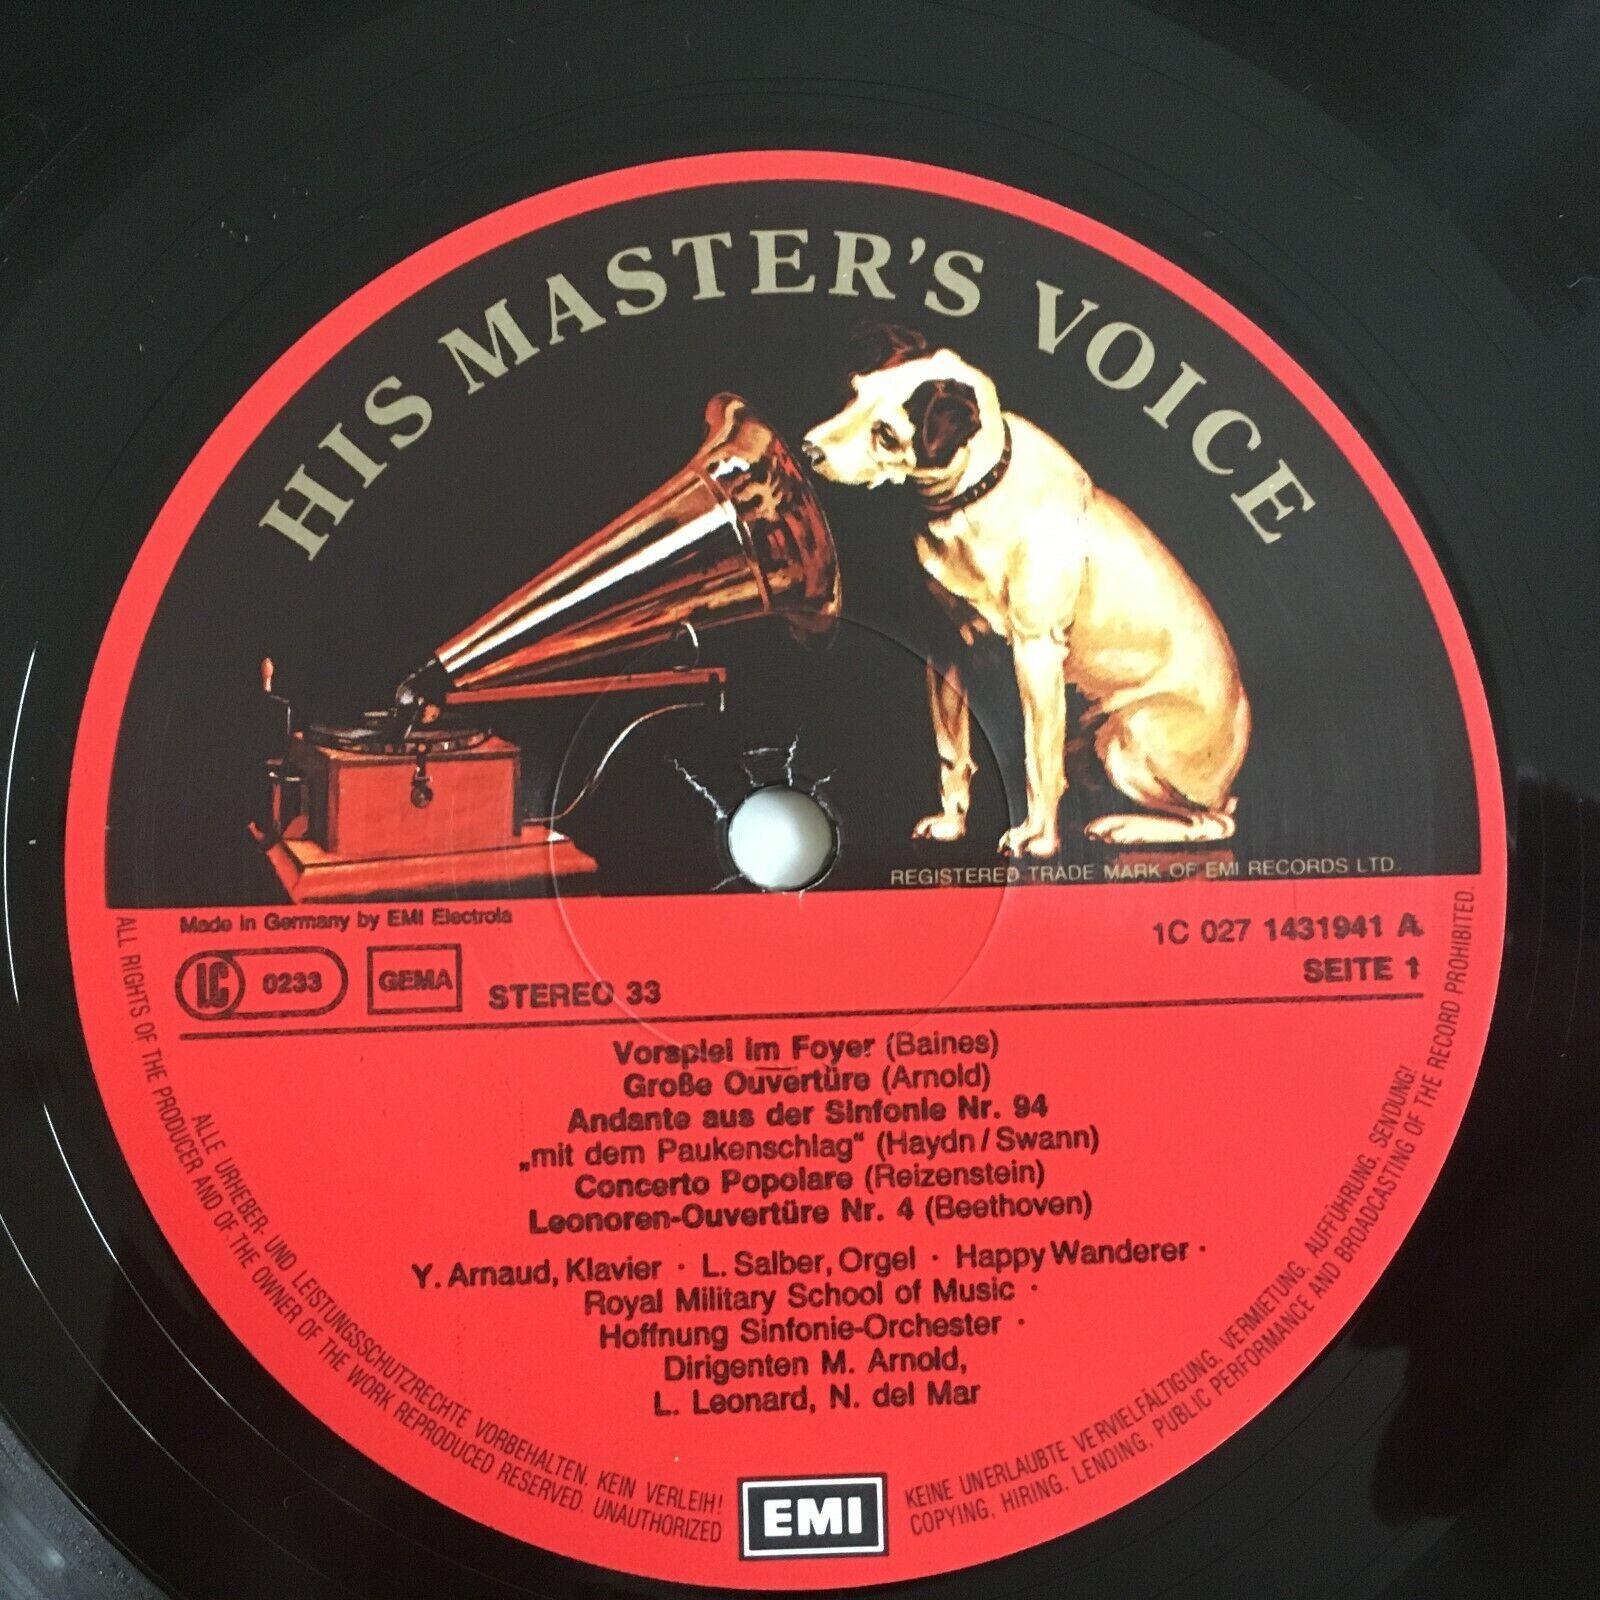 HIS MASTER'S VOICE
REGISTERED TRADE MARK OF EMI RECORDS LTD.
Made in Germany by EMI Electrola
1C 027 1431941 A
LC 0233 GEMA STEREO 33
SEITE 1
Vorspiel im Foyer (Baines)
Große Ouvertüre (Arnold)
Andante aus der Sinfonie Nr. 94
„mit dem Paukenschlag“ (Haydn/Swann)
Concerto Popolare (Reizenstein)
Leonoren-Ouvertüre Nr. 4 (Beethoven)
Y. Arnaud, Klavier · L. Salber, Orgel · Happy Wanderer ·
Royal Military School of Music ·
Hoffnung Sinfonie-Orchester ·
Dirigenten M. Arnold,
L. Leonard, N. del Mar
ALLE URHEBER- UND LEISTUNGSSCHUTZRECHTE VORBEHALTEN. KEIN VERLEIH! KEINE UNERLAUBTE VERVIELFÄLTIGUNG, VERMIETUNG, AUFFÜHRUNG, SENDUNG!
ALL RIGHTS OF THE PRODUCER AND OF THE OWNER OF THE WORK REPRODUCED RESERVED. UNAUTHORIZED COPYING, HIRING, LENDING, PUBLIC PERFORMANCE AND BROADCASTING OF THE RECORD PROHIBITED.
EMI